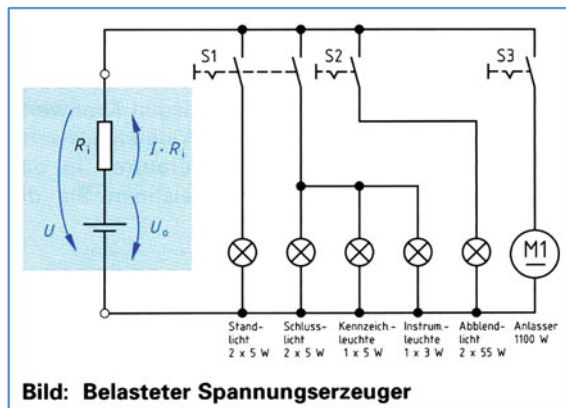 S1
S2
S3
Rᵢ
I · Rᵢ
U
U₀
M1
Stand-
licht
2 x 5 W
Schluss-
licht
2 x 5 W
Kennzeich.-
leuchte
1 x 5 W
Instrum.-
leuchte
1 x 3 W
Abblend-
licht
2 x 55 W
Anlasser
1100 W
Bild: Belasteter Spannungserzeuger